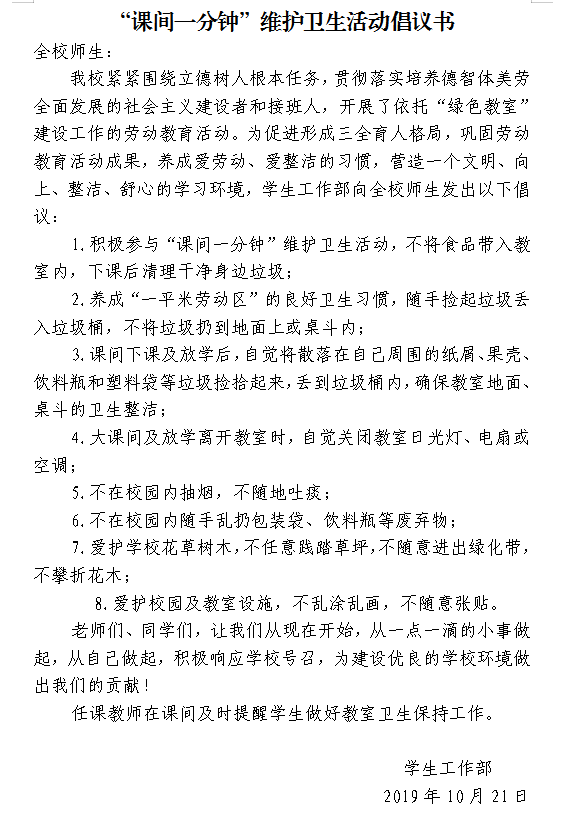 “课间一分钟”维护卫生活动倡议书
全校师生：
我校紧紧围绕立德树人根本任务，贯彻落实培养德智体美劳
全面发展的社会主义建设者和接班人，开展了依托“绿色教室”
建设工作的劳动教育活动。为促进形成三全育人格局，巩固劳动
教育活动成果，养成爱劳动、爱整洁的习惯，营造一个文明、向
上、整洁、舒心的学习环境，学生工作部向全校师生发出以下倡
议：
1.积极参与“课间一分钟”维护卫生活动，不将食品带入教
室内，下课后清理干净身边垃圾；
2.养成“一平米劳动区”的良好卫生习惯，随手捡起垃圾丢
入垃圾桶，不将垃圾扔到地面上或桌斗内；
3.课间下课及放学后，自觉将散落在自己周围的纸屑、果壳、
饮料瓶和塑料袋等垃圾捡拾起来，丢到垃圾桶内，确保教室地面、
桌斗的卫生整洁；
4.大课间及放学离开教室时，自觉关闭教室日光灯、电扇或
空调；
5.不在校园内抽烟，不随地吐痰；
6.不在校园内随手乱扔包装袋、饮料瓶等废弃物；
7.爱护学校花草树木，不任意践踏草坪，不随意进出绿化带，
不攀折花木；
8.爱护校园及教室设施，不乱涂乱画，不随意张贴。
老师们、同学们，让我们从现在开始，从一点一滴的小事做
起，从自己做起，积极响应学校号召，为建设优良的学校环境做
出我们的贡献！
任课教师在课间及时提醒学生做好教室卫生保持工作。
学生工作部
2019年10月21日